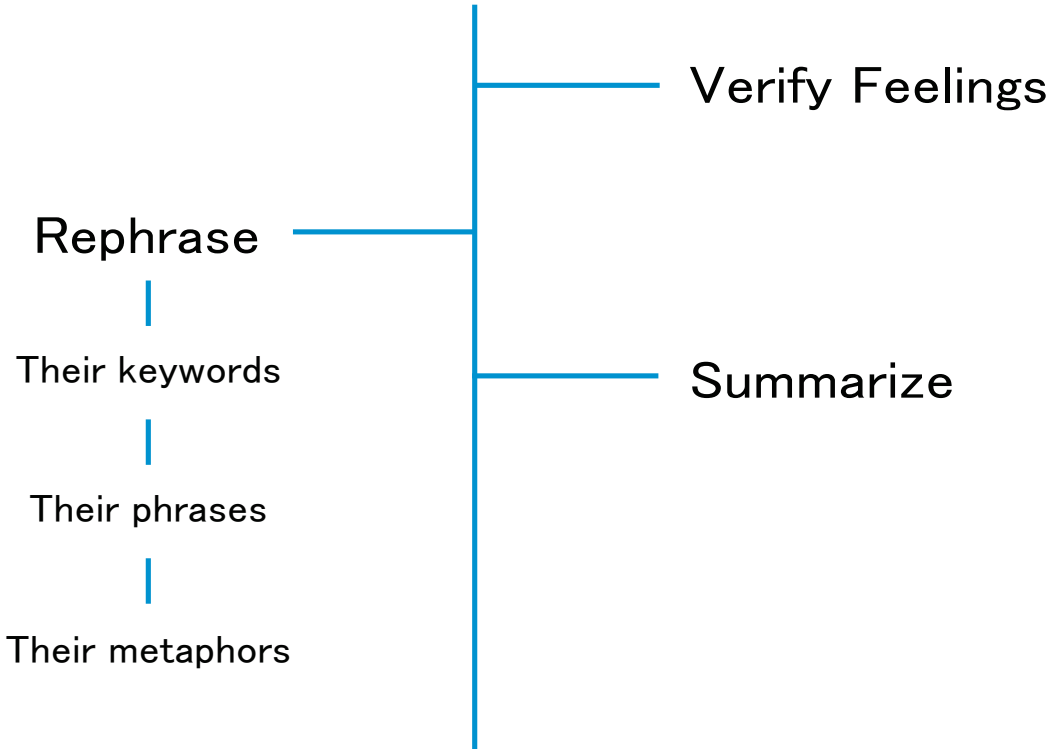 Verify Feelings
Rephrase
Their keywords
Their phrases
Their metaphors
Summarize